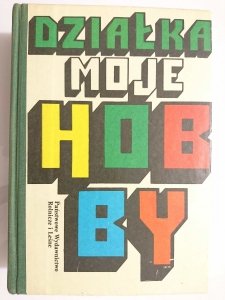 DZIAŁKA
MOJE
HOB
BY
Państwowe Wydawnictwo
Rolnicze i Leśne